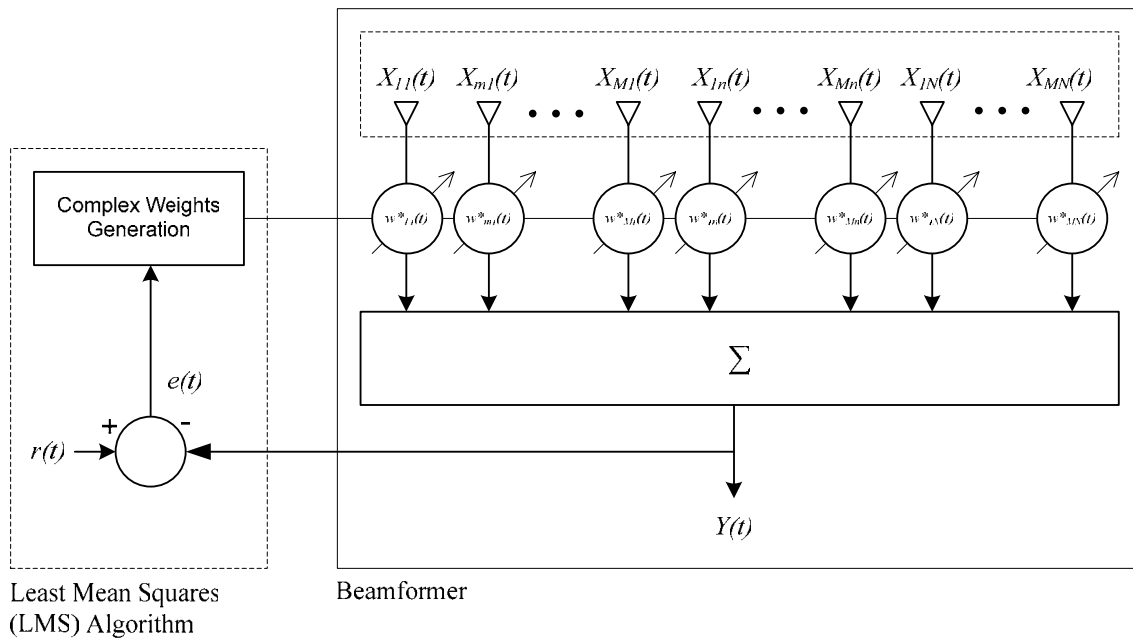 X11(t) Xm1(t) XM1(t) X1n(t) XMn(t) X1N(t) XMN(t)
Complex Weights
Generation
w*11(t) w*m1(t) w*M1(t) w*Mn(t) w*1N(t) w*MN(t)
Σ
e(t)
+ -
r(t)
Y(t)
Least Mean Squares
(LMS) Algorithm
Beamformer